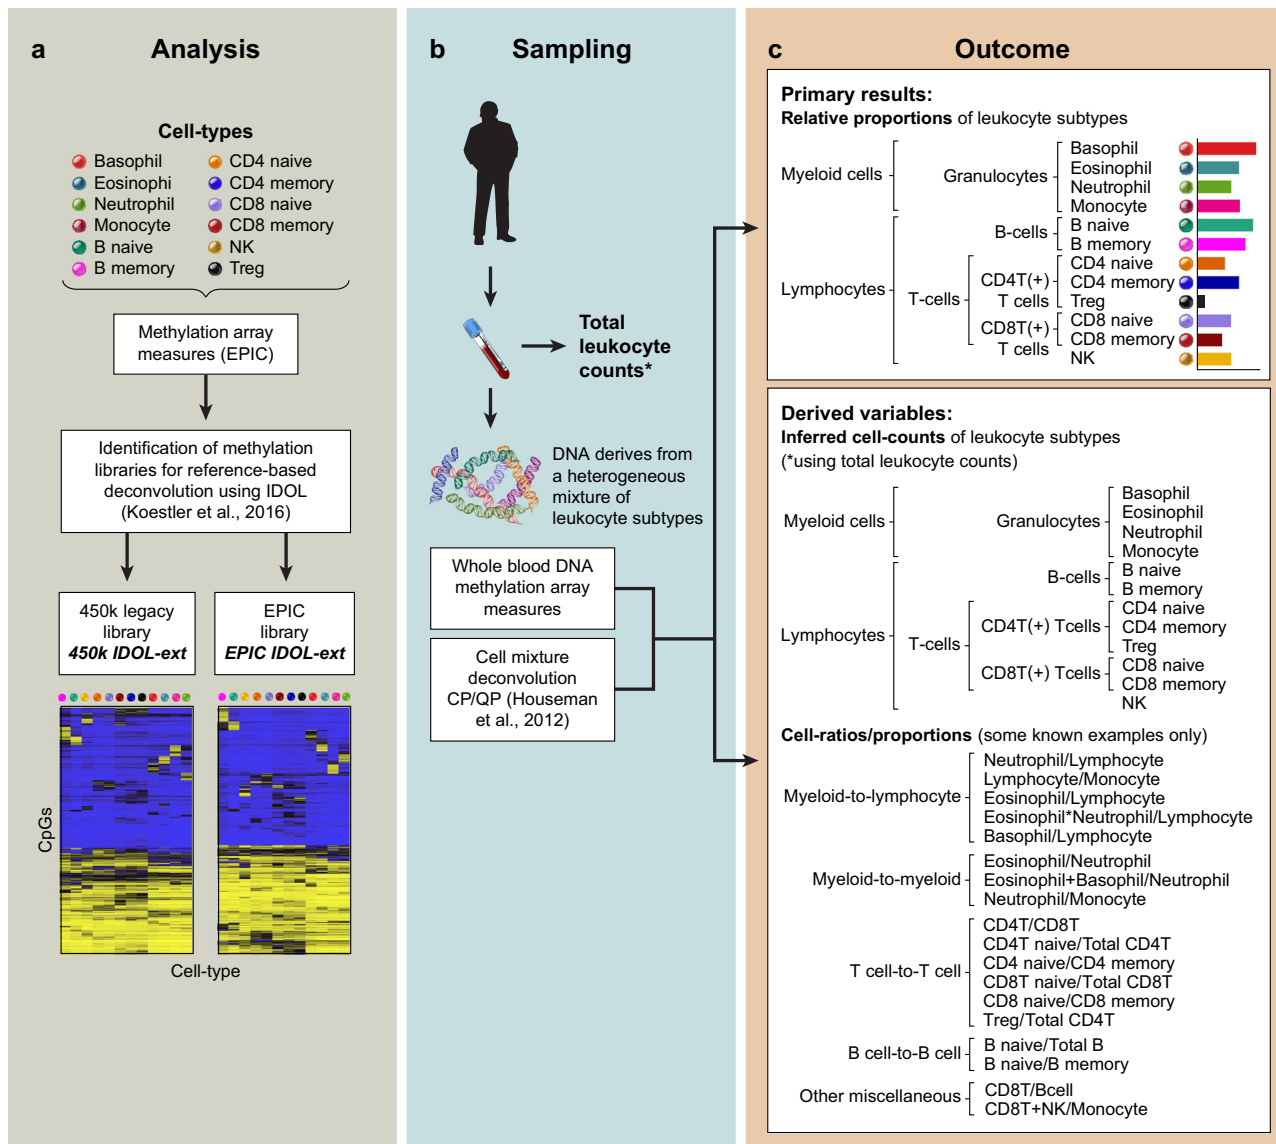 a
Analysis
Cell-types
Basophil
Eosinophi
Neutrophil
Monocyte
B naive
B memory
CD4 naive
CD4 memory
CD8 naive
CD8 memory
NK
Treg
Methylation array
measures (EPIC)
Identification of methylation
libraries for reference-based
deconvolution using IDOL
(Koestler et al., 2016)
450k legacy
library
450k IDOL-ext
EPIC
library
EPIC IDOL-ext
CpGs
Cell-type
b
Sampling
Total
leukocyte
counts*
DNA derives from
a heterogeneous
mixture of
leukocyte subtypes
Whole blood DNA
methylation array
measures
Cell mixture
deconvolution
CP/QP (Houseman
et al., 2012)
c
Outcome
Primary results:
Relative proportions of leukocyte subtypes
Myeloid cells
Granulocytes
Basophil
Eosinophil
Neutrophil
Monocyte
Lymphocytes
B-cells
B naive
B memory
T-cells
CD4T(+)
T cells
CD4 naive
CD4 memory
Treg
CD8T(+)
T cells
CD8 naive
CD8 memory
NK
Derived variables:
Inferred cell-counts of leukocyte subtypes
(*using total leukocyte counts)
Myeloid cells
Granulocytes
Basophil
Eosinophil
Neutrophil
Monocyte
Lymphocytes
B-cells
B naive
B memory
T-cells
CD4T(+) Tcells
CD4 naive
CD4 memory
Treg
CD8T(+) Tcells
CD8 naive
CD8 memory
NK
Cell-ratios/proportions (some known examples only)
Myeloid-to-lymphocyte
Neutrophil/Lymphocyte
Lymphocyte/Monocyte
Eosinophil/Lymphocyte
Eosinophil*Neutrophil/Lymphocyte
Basophil/Lymphocyte
Myeloid-to-myeloid
Eosinophil/Neutrophil
Eosinophil+Basophil/Neutrophil
Neutrophil/Monocyte
T cell-to-T cell
CD4T/CD8T
CD4T naive/Total CD4T
CD4 naive/CD4 memory
CD8T naive/Total CD8T
CD8 naive/CD8 memory
Treg/Total CD4T
B cell-to-B cell
B naive/Total B
B naive/B memory
Other miscellaneous
CD8T/Bcell
CD8T+NK/Monocyte